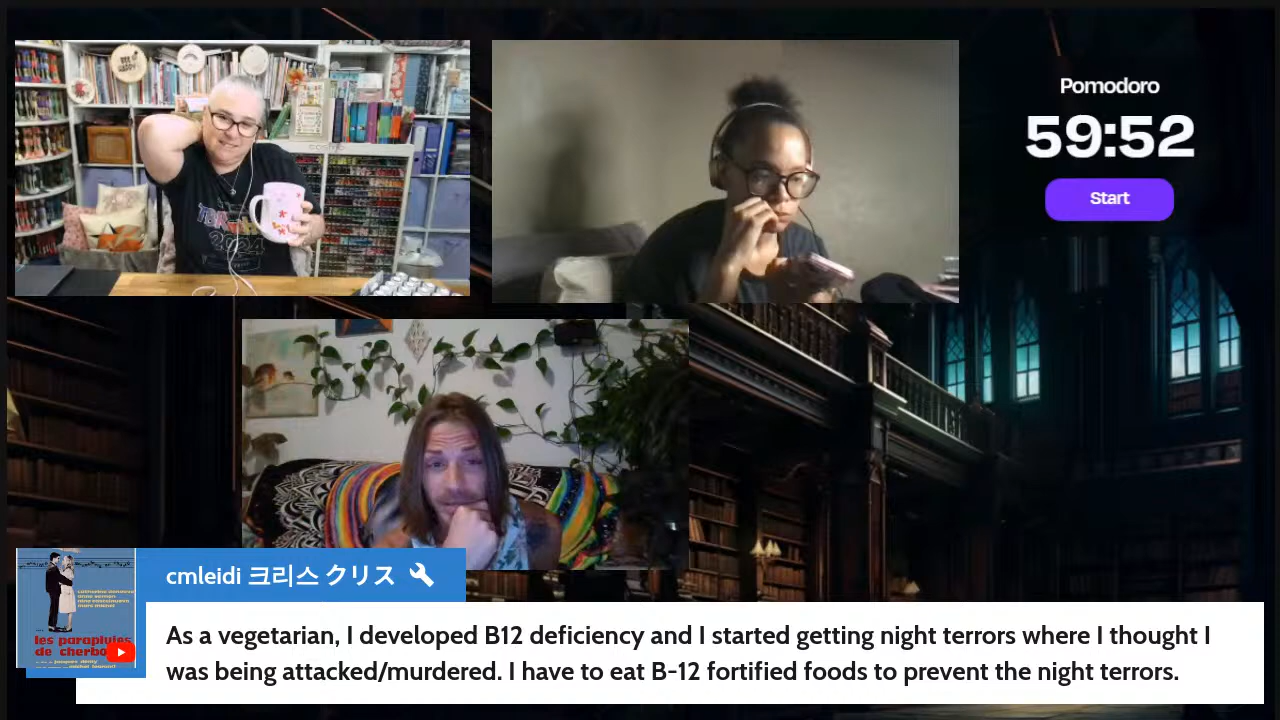 Pomodoro
59:52
Start
cmleidi 크리스 クリス
As a vegetarian, I developed B12 deficiency and I started getting night terrors where I thought I
was being attacked/murdered. I have to eat B-12 fortified foods to prevent the night terrors.
les parapluies
de cherbo